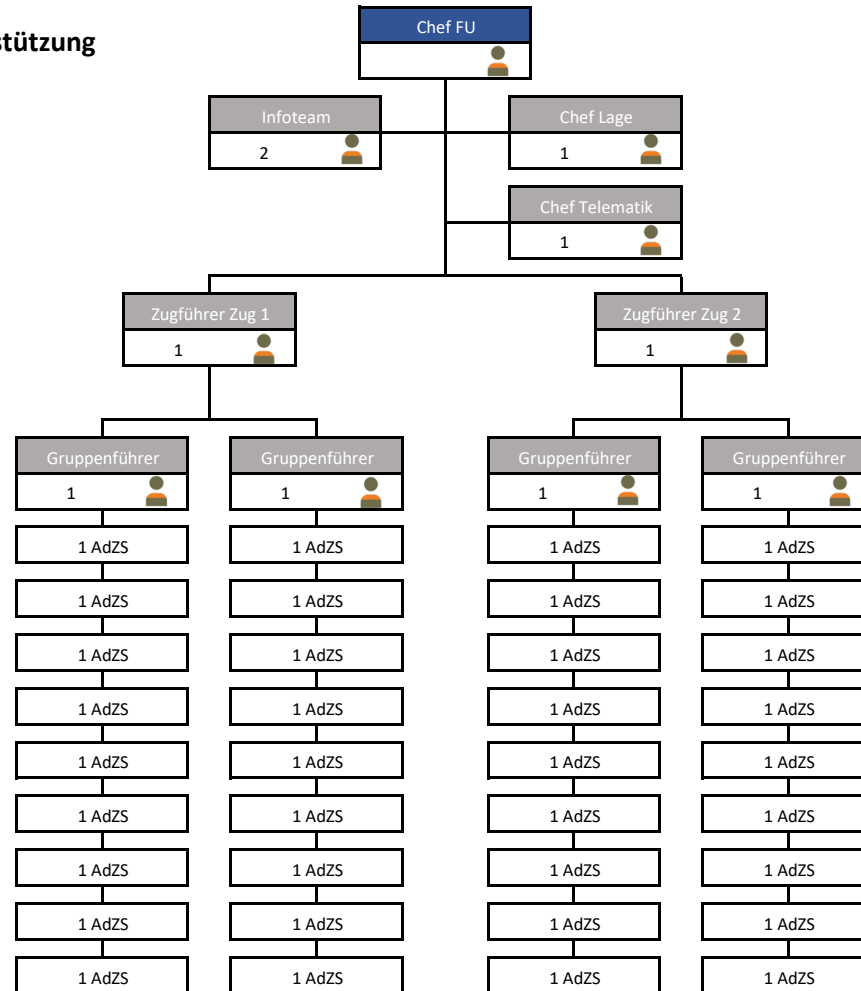 stützung
Chef FU
Infoteam
2
Chef Lage
1
Chef Telematik
1
Zugführer Zug 1
1
Zugführer Zug 2
1
Gruppenführer Gruppenführer Gruppenführer Gruppenführer
1 1 1 1
1 AdZS 1 AdZS 1 AdZS 1 AdZS
1 AdZS 1 AdZS 1 AdZS 1 AdZS
1 AdZS 1 AdZS 1 AdZS 1 AdZS
1 AdZS 1 AdZS 1 AdZS 1 AdZS
1 AdZS 1 AdZS 1 AdZS 1 AdZS
1 AdZS 1 AdZS 1 AdZS 1 AdZS
1 AdZS 1 AdZS 1 AdZS 1 AdZS
1 AdZS 1 AdZS 1 AdZS 1 AdZS
1 AdZS 1 AdZS 1 AdZS 1 AdZS